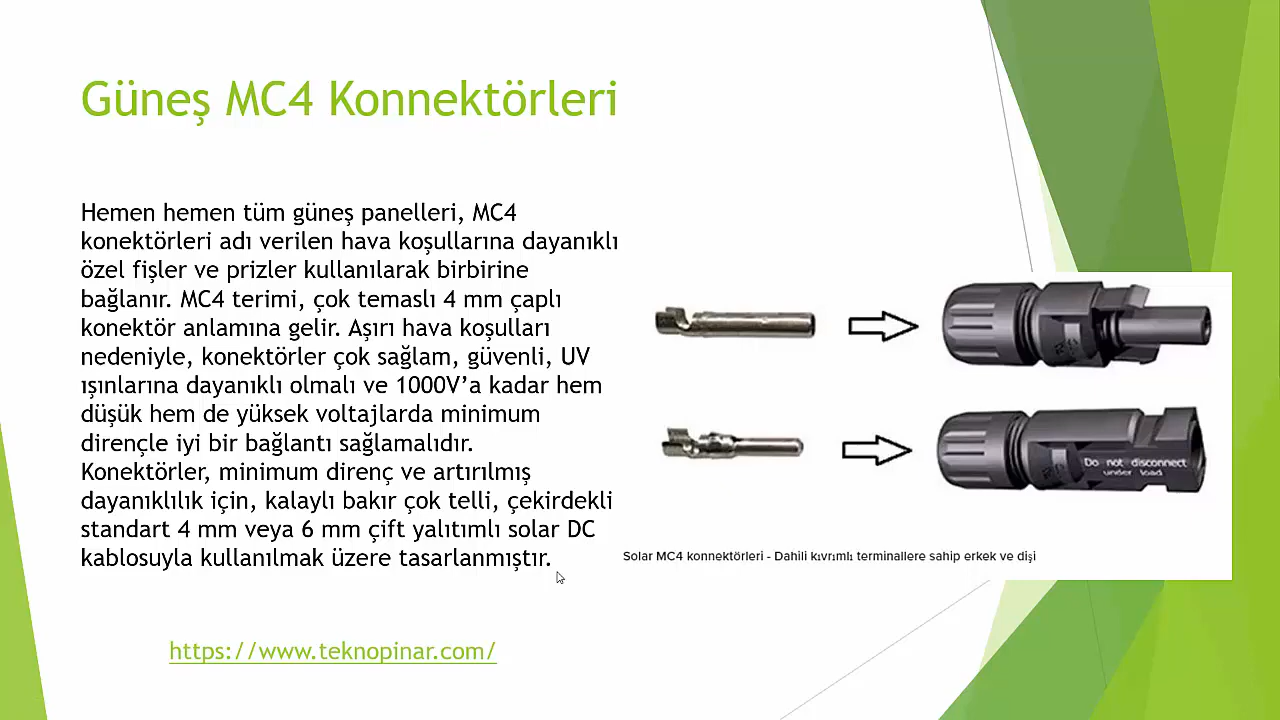 Güneş MC4 Konnektörleri
Hemen hemen tüm güneş panelleri, MC4
konektörleri adı verilen hava koşullarına dayanıklı
özel fişler ve prizler kullanılarak birbirine
bağlanır. MC4 terimi, çok temaslı 4 mm çaplı
konektör anlamına gelir. Aşırı hava koşulları
nedeniyle, konektörler çok sağlam, güvenli, UV
ışınlarına dayanıklı olmalı ve 1000V’a kadar hem
düşük hem de yüksek voltajlarda minimum
dirençle iyi bir bağlantı sağlamalıdır.
Konektörler, minimum direnç ve artırılmış
dayanıklılık için, kalaylı bakır çok telli, çekirdekli
standart 4 mm veya 6 mm çift yalıtımlı solar DC
kablosuyla kullanılmak üzere tasarlanmıştır.
Do not disconnect
under load
Solar MC4 konnektörleri - Dahili kıvrımlı terminallere sahip erkek ve dişi
https://www.teknopinar.com/